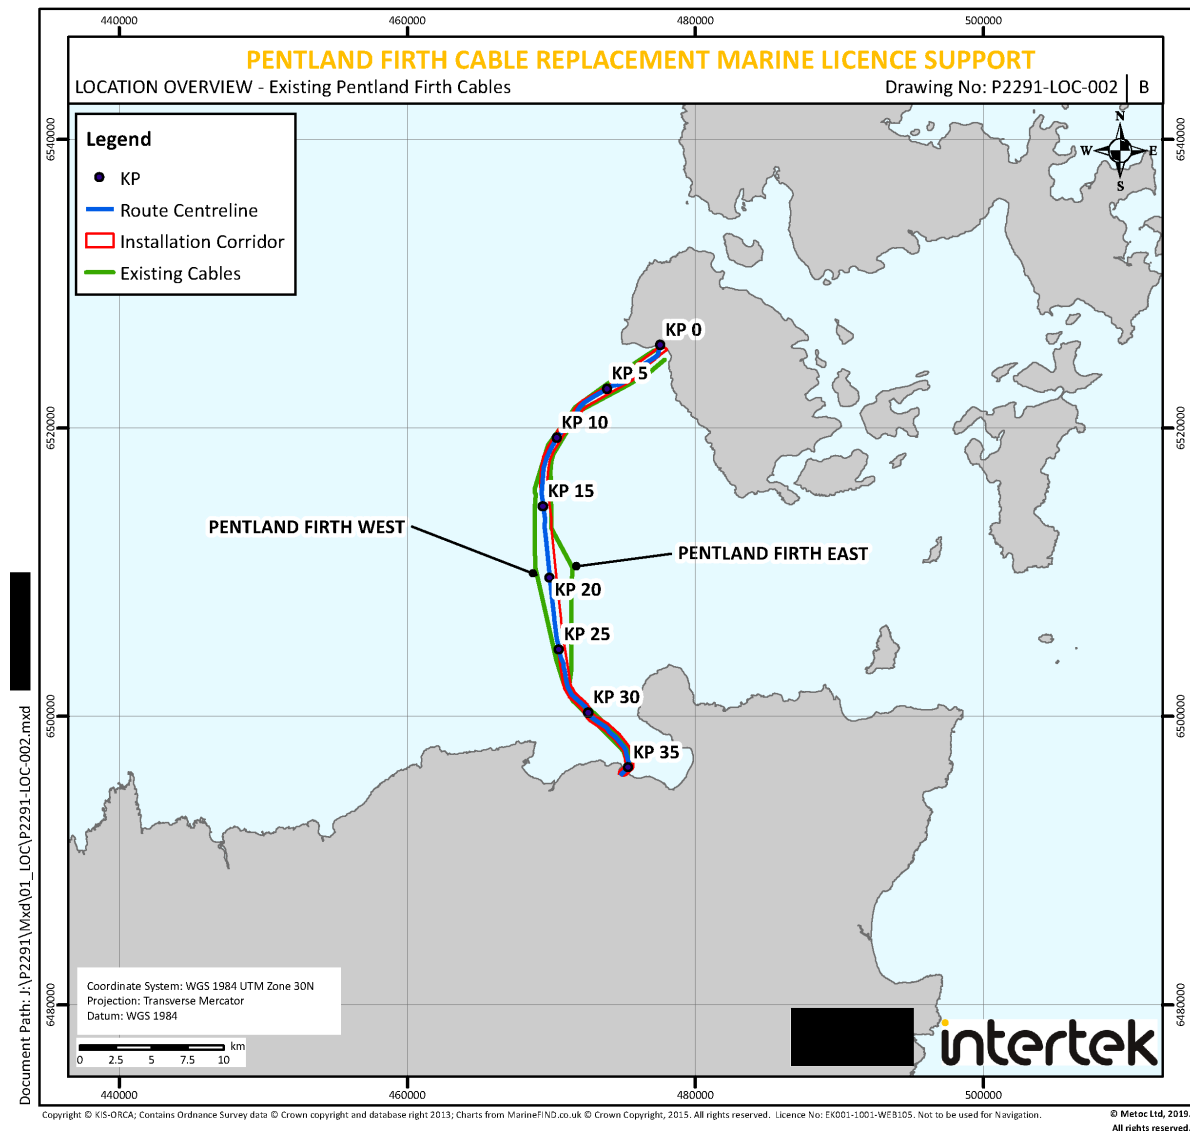 440000
460000
480000
500000
PENTLAND FIRTH CABLE REPLACEMENT MARINE LICENCE SUPPORT
LOCATION OVERVIEW - Existing Pentland Firth Cables
Drawing No: P2291-LOC-002
B
Legend
KP
Route Centreline
Installation Corridor
Existing Cables
N
W
E
S
6540000
6540000
KP 0
KP 5
KP 10
6520000
6520000
KP 15
PENTLAND FIRTH WEST
PENTLAND FIRTH EAST
KP 20
KP 25
KP 30
6500000
6500000
KP 35
Document Path: J:\P2291\Mxd\01_LOC\P2291-LOC-002.mxd
Coordinate System: WGS 1984 UTM Zone 30N
Projection: Transverse Mercator
Datum: WGS 1984
6480000
6480000
km
0 2.5 5 7.5 10
intertek
440000
460000
480000
500000
Copyright © KIS-ORCA; Contains Ordnance Survey data © Crown copyright and database right 2013; Charts from MarineFIND.co.uk © Crown Copyright, 2015. All rights reserved. Licence No: EK001-1001-WEB105. Not to be used for Navigation.
© Metoc Ltd, 2019.
All rights reserved.